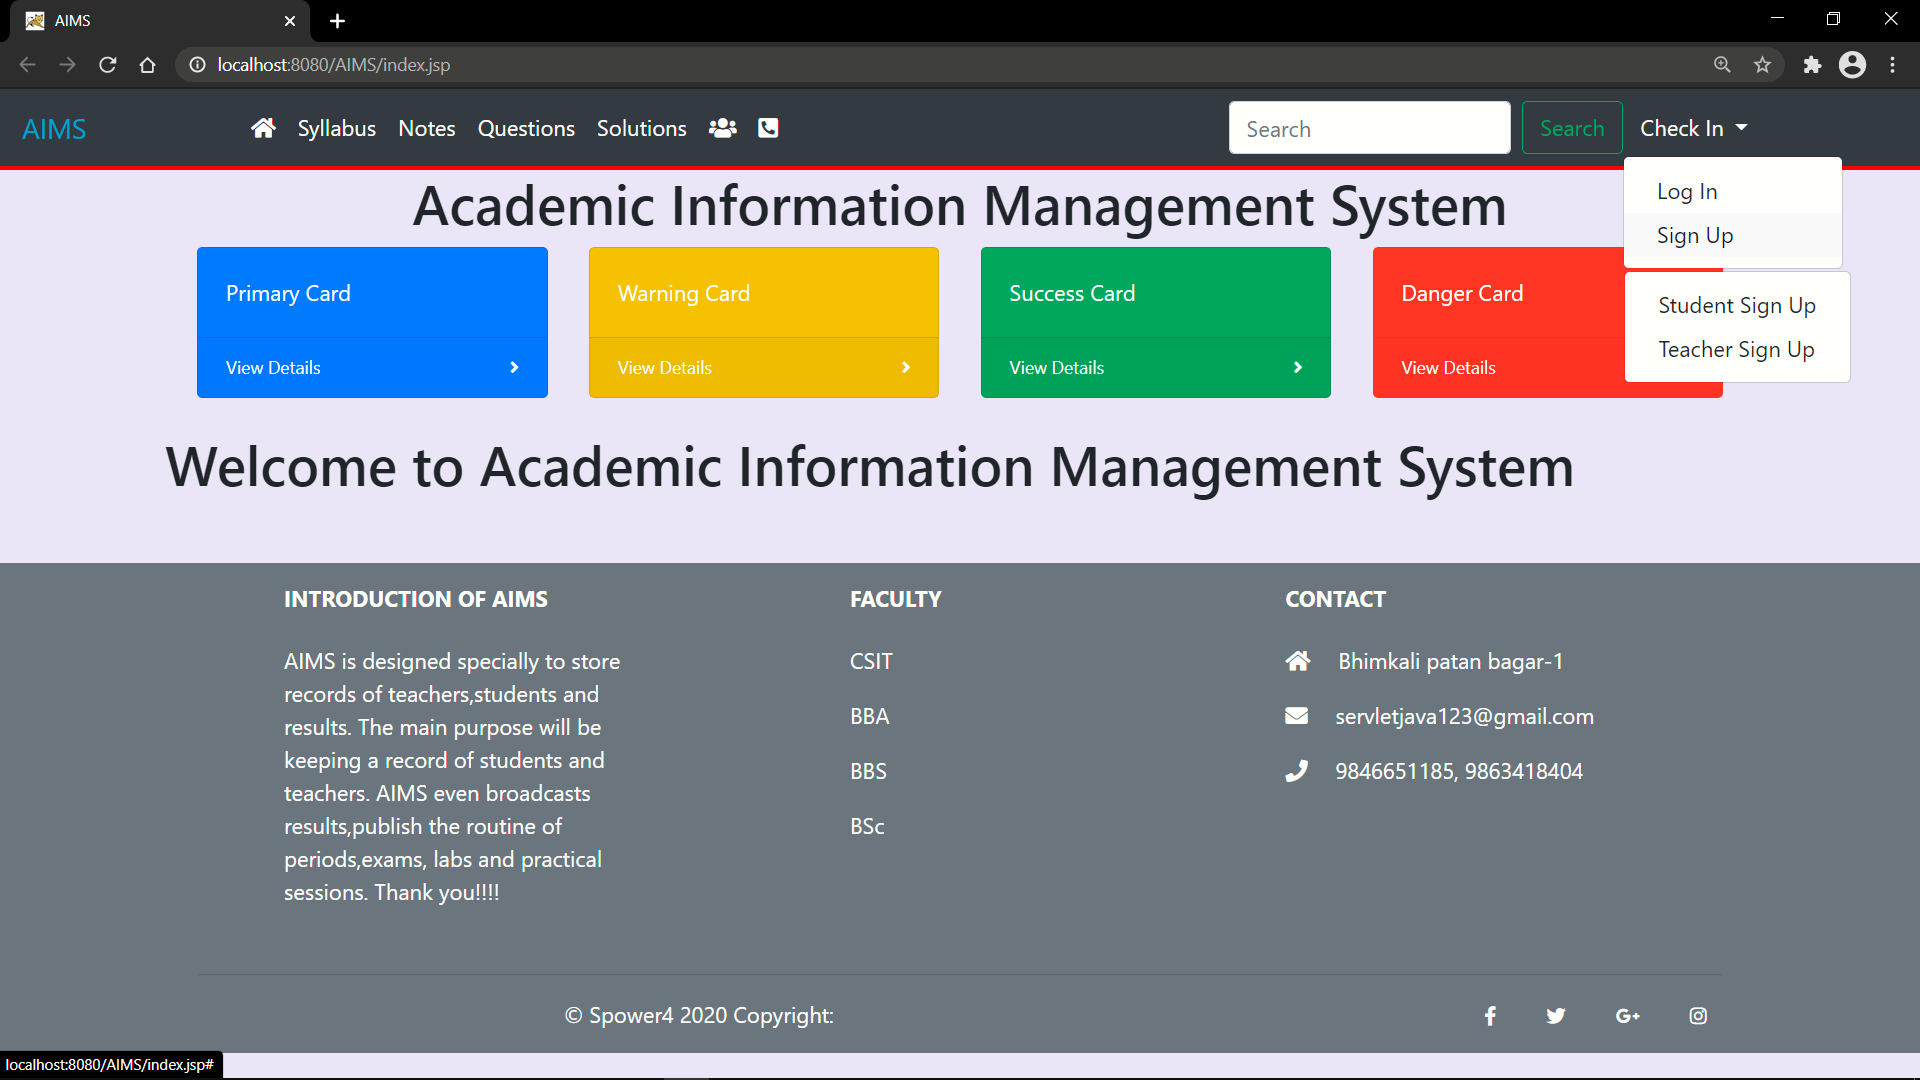 AIMS
localhost:8080/AIMS/index.jsp
AIMS
Syllabus Notes Questions Solutions
Search Search Check In
Log In
Sign Up
Student Sign Up
Teacher Sign Up
Academic Information Management System
Primary Card
View Details
Warning Card
View Details
Success Card
View Details
Danger Card
View Details
Welcome to Academic Information Management System
INTRODUCTION OF AIMS
AIMS is designed specially to store
records of teachers,students and
results. The main purpose will be
keeping a record of students and
teachers. AIMS even broadcasts
results,publish the routine of
periods,exams, labs and practical
sessions. Thank you!!!!
FACULTY
CSIT
BBA
BBS
BSc
CONTACT
Bhimkali patan bagar-1
servletjava123@gmail.com
9846651185, 9863418404
© Spower4 2020 Copyright:
localhost:8080/AIMS/index.jsp#